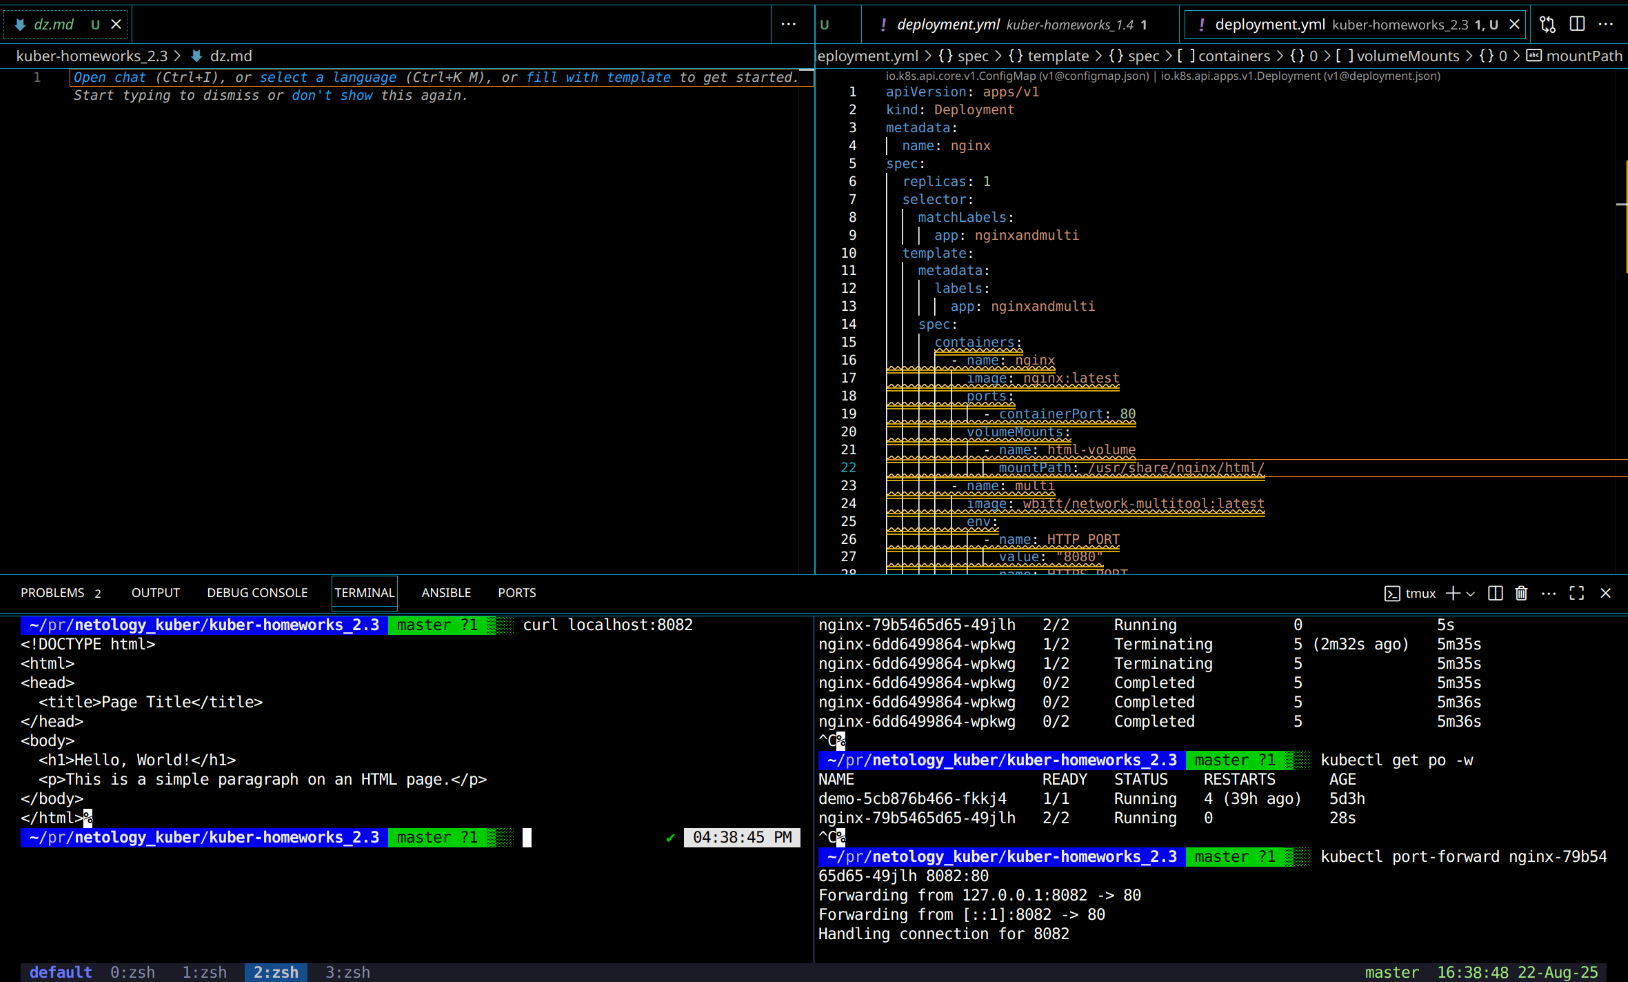 dz.md U
kuber-homeworks_2.3 > dz.md
1 Open chat (Ctrl+I), or select a language (Ctrl+K M), or fill with template to get started.
Start typing to dismiss or don't show this again.
U ! deployment.yml kuber-homeworks_1.4 1 ! deployment.yml kuber-homeworks_2.3 1, U
eployment.yml > {} spec > {} template > {} spec > [ ] containers > {} 0 > [ ] volumeMounts > {} 0 > abc mountPath
io.k8s.api.core.v1.ConfigMap (v1@configmap.json) | io.k8s.api.apps.v1.Deployment (v1@deployment.json)
1 apiVersion: apps/v1
2 kind: Deployment
3 metadata:
4 name: nginx
5 spec:
6 replicas: 1
7 selector:
8 matchLabels:
9 app: nginxandmulti
10 template:
11 metadata:
12 labels:
13 app: nginxandmulti
14 spec:
15 containers:
16 - name: nginx
17 image: nginx:latest
18 ports:
19 - containerPort: 80
20 volumeMounts:
21 - name: html-volume
22 mountPath: /usr/share/nginx/html/
23 - name: multi
24 image: wbitt/network-multitool:latest
25 env:
26 - name: HTTP_PORT
27 value: "8080"
28 - name: HTTPS_PORT
PROBLEMS 2 OUTPUT DEBUG CONSOLE TERMINAL ANSIBLE PORTS tmux
~/pr/netology_kuber/kuber-homeworks_2.3 master ?1 curl localhost:8082
<!DOCTYPE html>
<html>
<head>
<title>Page Title</title>
</head>
<body>
<h1>Hello, World!</h1>
<p>This is a simple paragraph on an HTML page.</p>
</body>
</html>%
~/pr/netology_kuber/kuber-homeworks_2.3 master ?1 ✔ 04:38:45 PM
nginx-79b5465d65-49jlh 2/2 Running 0 5s
nginx-6dd6499864-wpkwg 1/2 Terminating 5 (2m32s ago) 5m35s
nginx-6dd6499864-wpkwg 1/2 Terminating 5 5m35s
nginx-6dd6499864-wpkwg 0/2 Completed 5 5m35s
nginx-6dd6499864-wpkwg 0/2 Completed 5 5m35s
nginx-6dd6499864-wpkwg 0/2 Completed 5 5m36s
^C%
~/pr/netology_kuber/kuber-homeworks_2.3 master ?1 kubectl get po -w
NAME READY STATUS RESTARTS AGE
demo-5cb876b466-fkkj4 1/1 Running 4 (39h ago) 5d3h
nginx-79b5465d65-49jlh 2/2 Running 0 28s
^C%
~/pr/netology_kuber/kuber-homeworks_2.3 master ?1 kubectl port-forward nginx-79b54
65d65-49jlh 8082:80
Forwarding from 127.0.0.1:8082 -> 80
Forwarding from [::1]:8082 -> 80
Handling connection for 8082
default 0:zsh 1:zsh 2:zsh 3:zsh master 16:38:48 22-Aug-25